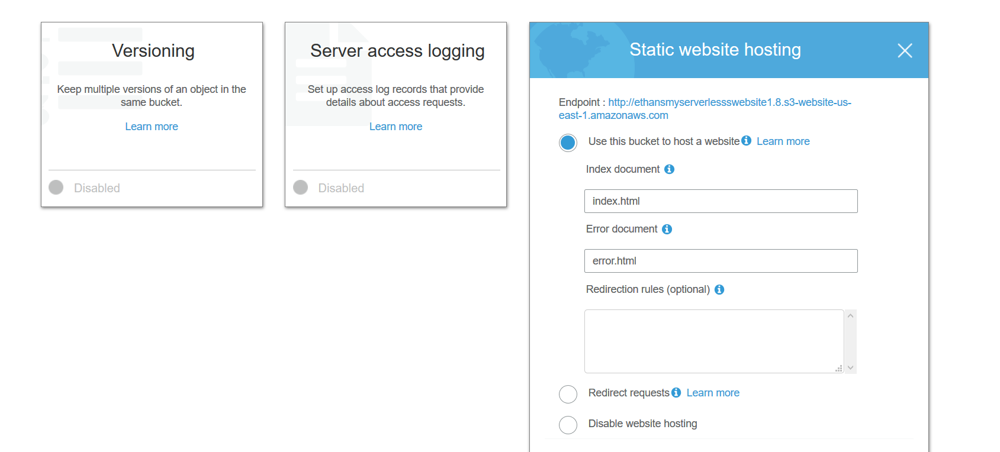 Versioning
Keep multiple versions of an object in the
same bucket.
Learn more
Disabled
Server access logging
Set up access log records that provide
details about access requests.
Learn more
Disabled
Static website hosting
Endpoint : http://ethansmyserverlessswebsite1.8.s3-website-us-
east-1.amazonaws.com
Use this bucket to host a website Learn more
Index document
index.html
Error document
error.html
Redirection rules (optional)
Redirect requests Learn more
Disable website hosting